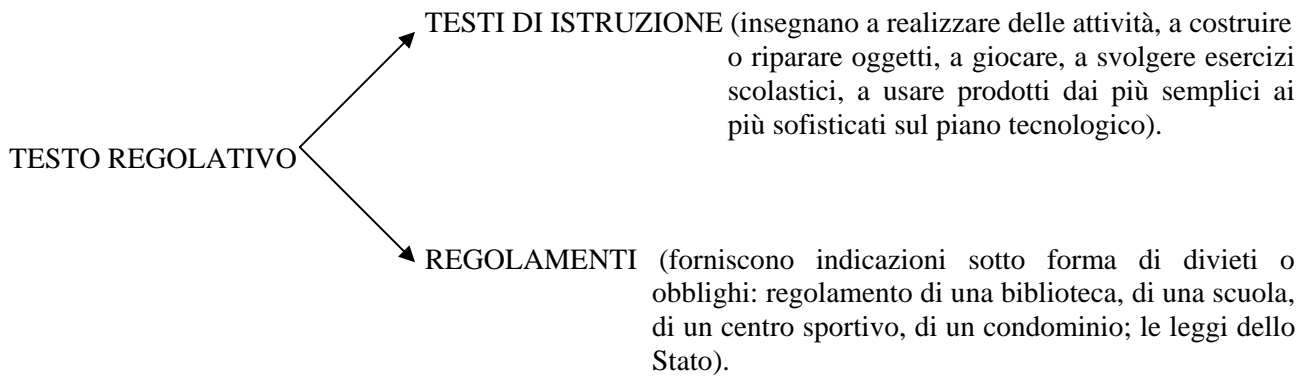 TESTI DI ISTRUZIONE (insegnano a realizzare delle attività, a costruire
o riparare oggetti, a giocare, a svolgere esercizi
scolastici, a usare prodotti dai più semplici ai
più sofisticati sul piano tecnologico).
TESTO REGOLATIVO
REGOLAMENTI (forniscono indicazioni sotto forma di divieti o
obblighi: regolamento di una biblioteca, di una scuola,
di un centro sportivo, di un condominio; le leggi dello
Stato).